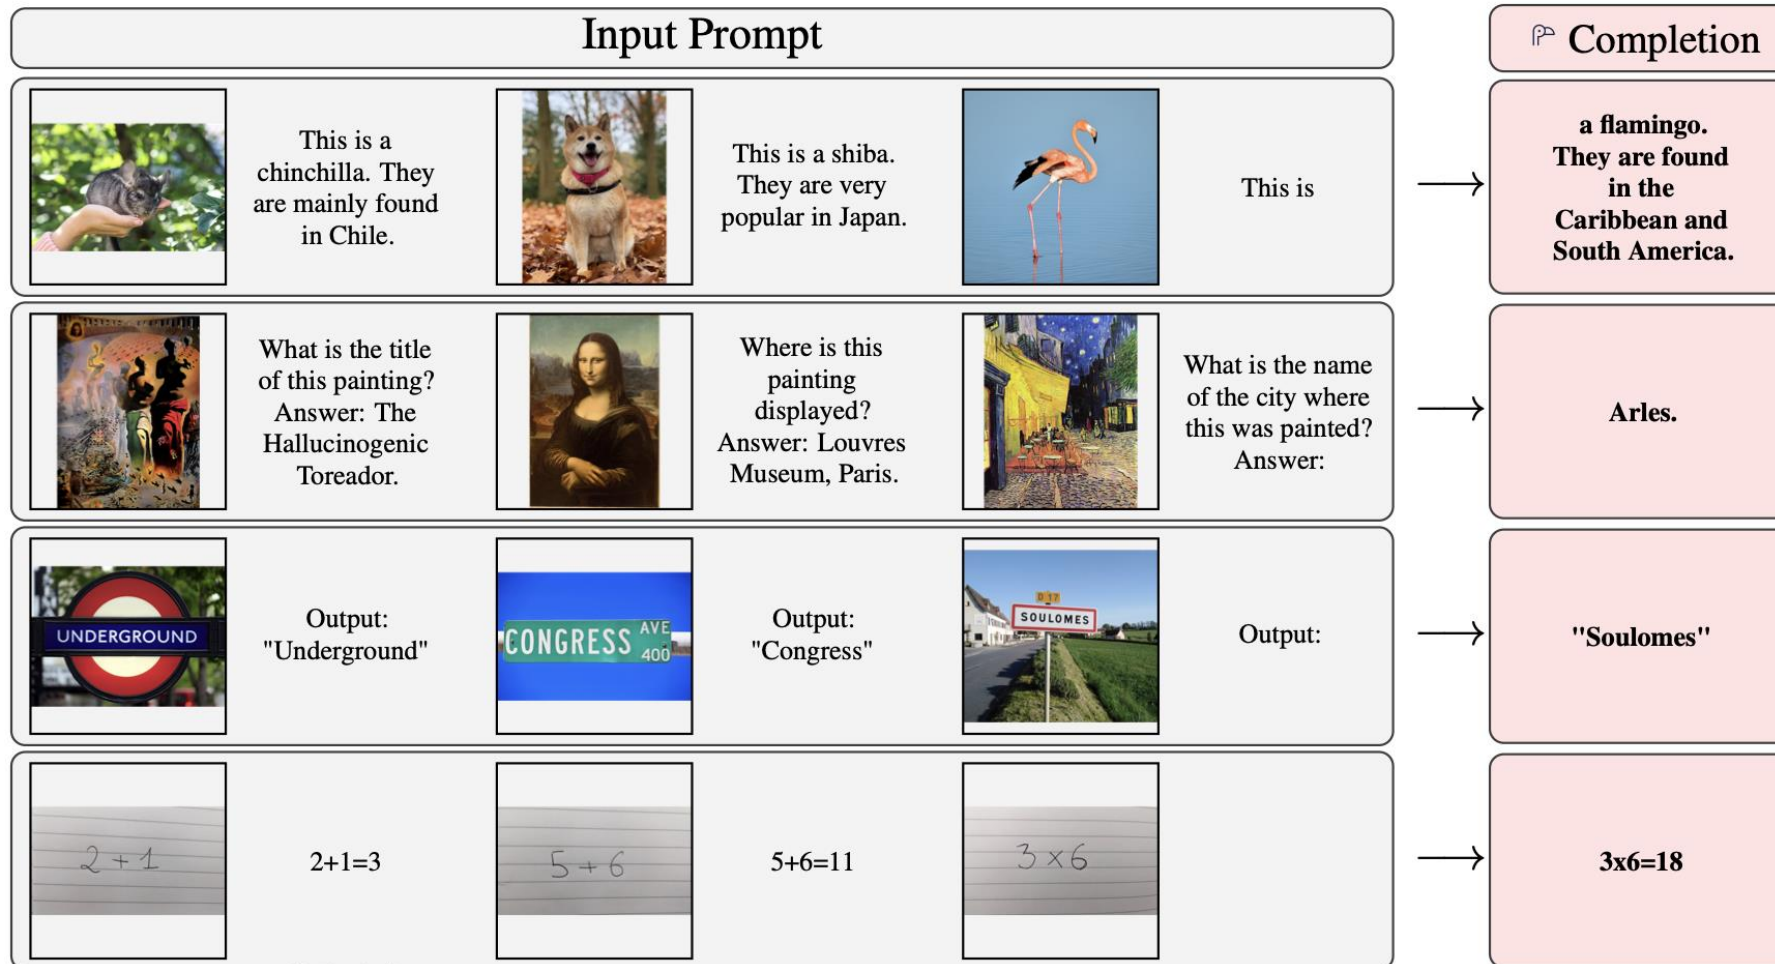 Input Prompt
Completion
This is a
chinchilla. They
are mainly found
in Chile.
This is a shiba.
They are very
popular in Japan.
This is
a flamingo.
They are found
in the
Caribbean and
South America.
What is the title
of this painting?
Answer: The
Hallucinogenic
Toreador.
Where is this
painting
displayed?
Answer: Louvres
Museum, Paris.
What is the name
of the city where
this was painted?
Answer:
Arles.
UNDERGROUND
Output:
"Underground"
CONGRESS AVE
400
Output:
"Congress"
D 17
SOULOMES
Output:
"Soulomes"
2 + 1
2+1=3
5 + 6
5+6=11
3 x 6
3x6=18